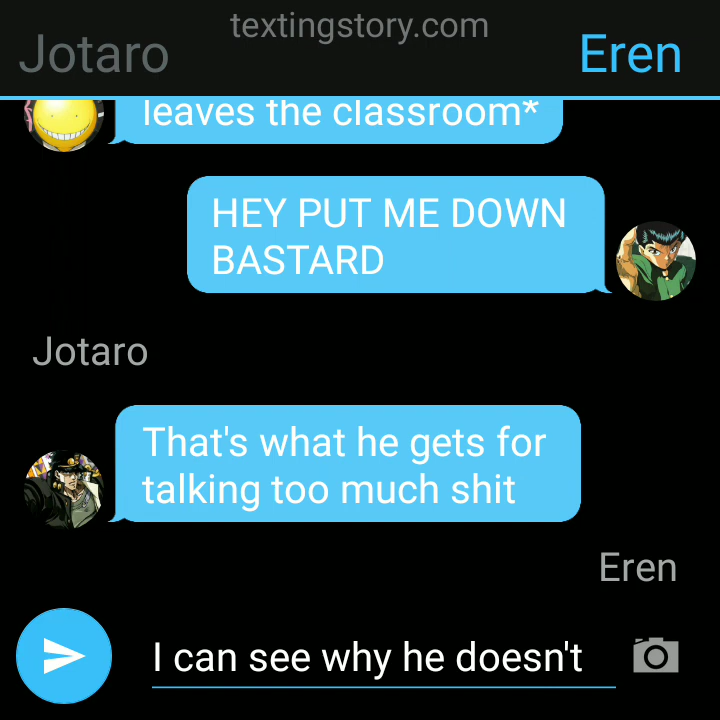 textingstory.com
Jotaro
Eren
leaves the classroom*
HEY PUT ME DOWN
BASTARD
Jotaro
That's what he gets for
talking too much shit
Eren
I can see why he doesn't